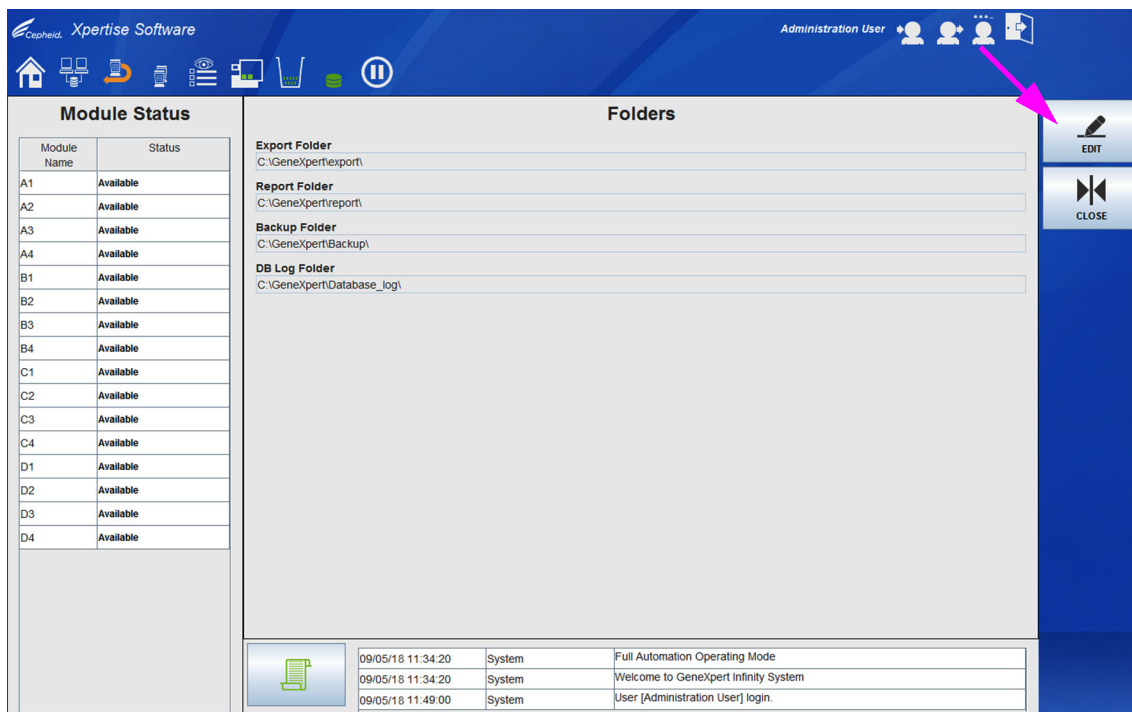 Cepheid. Xpertise Software
Administration User
Module Status
Folders
EDIT
CLOSE
Module Name Status
A1 Available
A2 Available
A3 Available
A4 Available
B1 Available
B2 Available
B3 Available
B4 Available
C1 Available
C2 Available
C3 Available
C4 Available
D1 Available
D2 Available
D3 Available
D4 Available
Export Folder
C:\GeneXpert\export\
Report Folder
C:\GeneXpert\report\
Backup Folder
C:\GeneXpert\Backup\
DB Log Folder
C:\GeneXpert\Database_log\
09/05/18 11:34:20 System Full Automation Operating Mode
09/05/18 11:34:20 System Welcome to GeneXpert Infinity System
09/05/18 11:49:00 System User [Administration User] login.